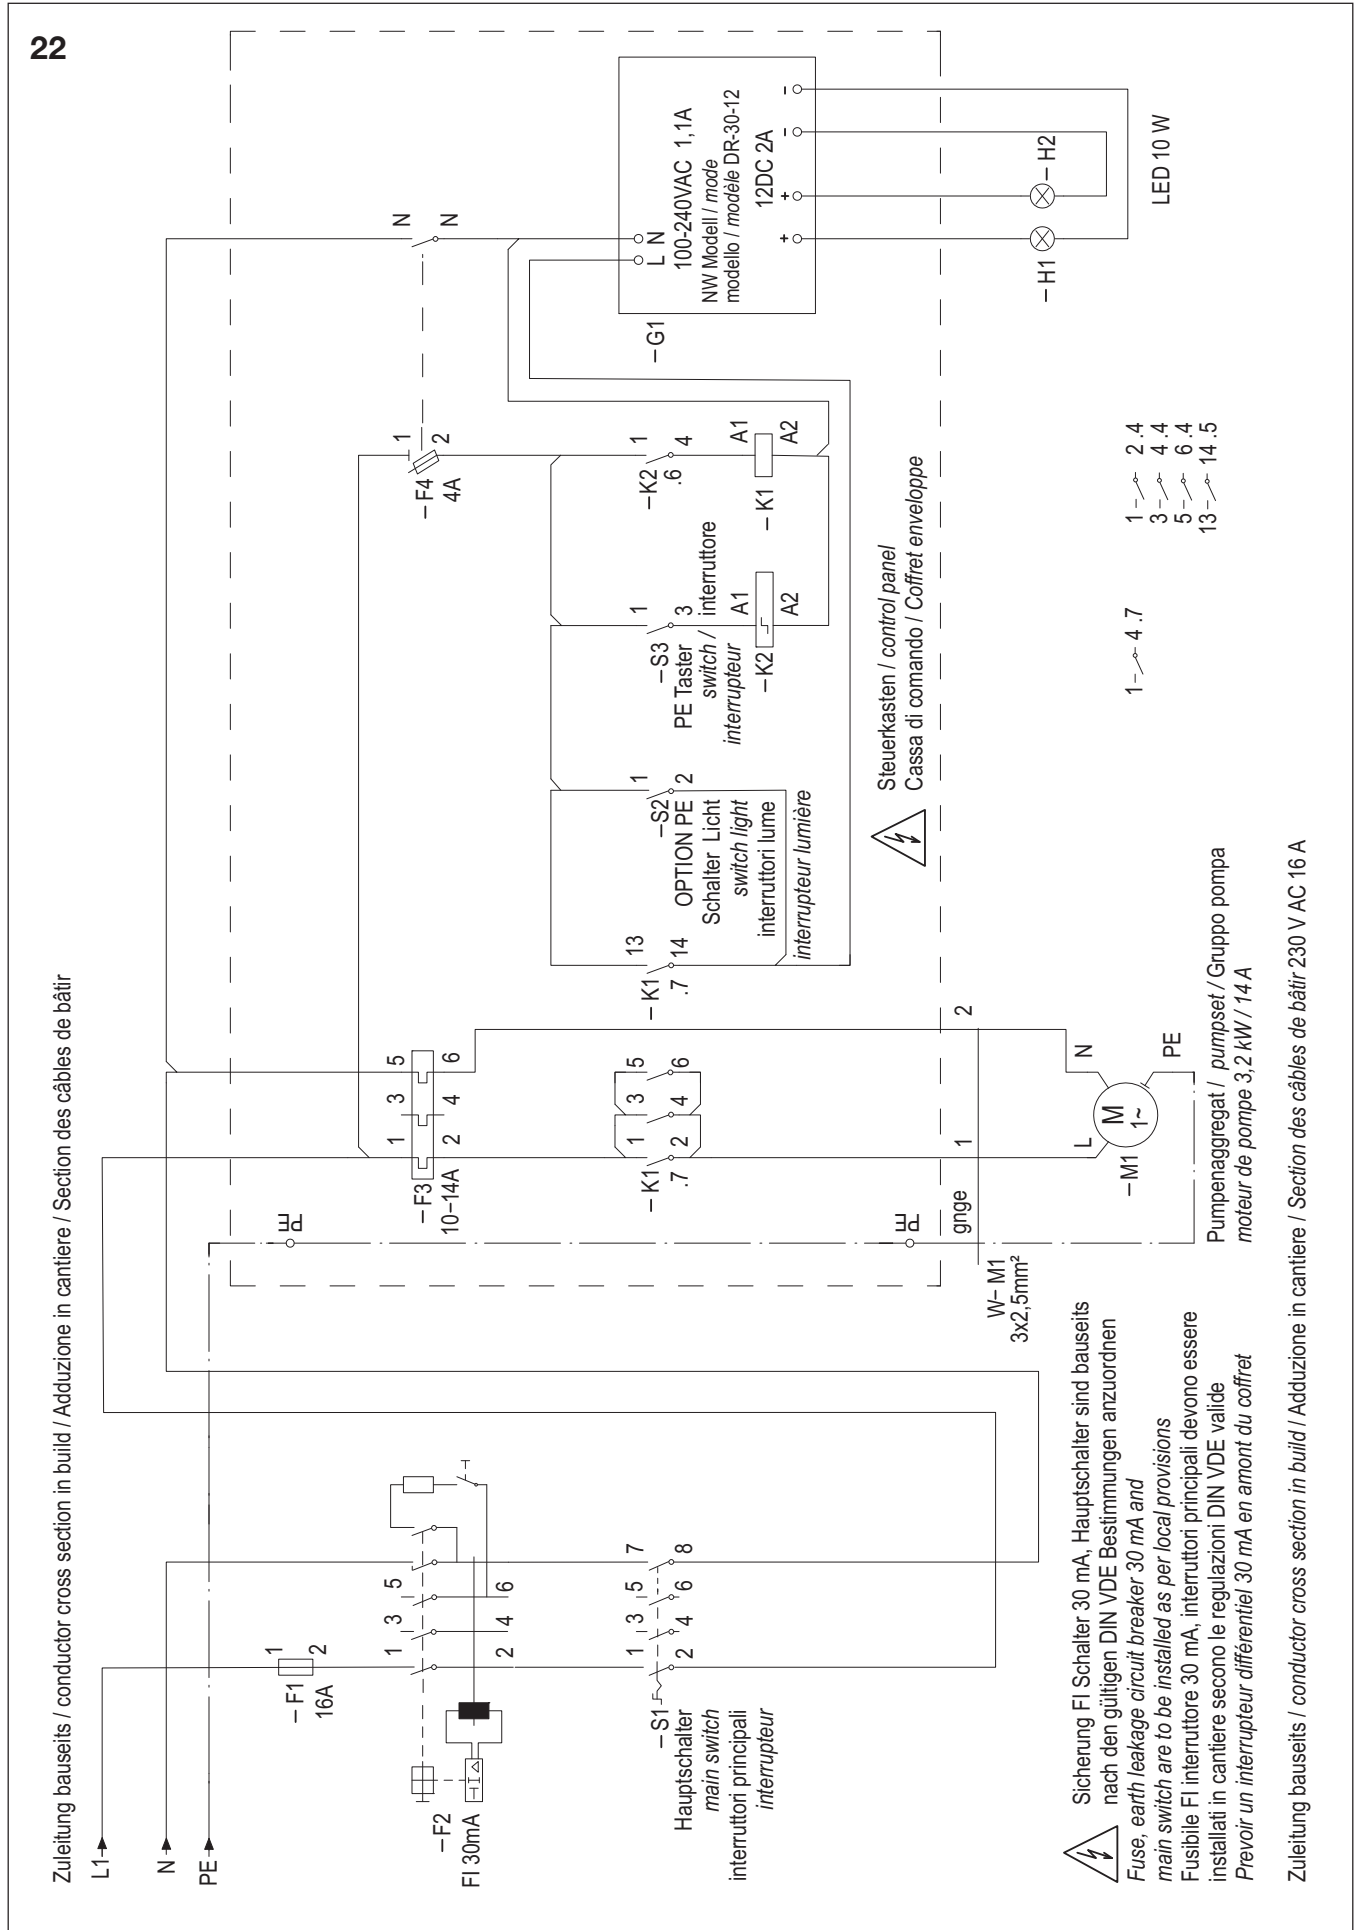 22
Zuleitung bauseits / conductor cross section in build / Adduzione in cantiere / Section des câbles de bâtir
L1
N
PE
– F1
16A
1
2
– F2
FI 30mA
1
3
5
2
4
6
– S1
Hauptschalter
main switch
interruttori principali
interrupteur
1
3
5
7
2
4
6
8
PE
– F3
10–14A
1
3
5
2
4
6
– K1
.7
1
3
5
2
4
6
PE
gnge
1
2
W– M1
3x2,5mm²
– M1
M
1~
L
N
PE
Pumpenaggregat / pumpset / Gruppo pompa
moteur de pompe 3,2 kW / 14 A
– K1
.7
13
14
– S2
1
2
OPTION PE
Schalter Licht
switch light
interruttori lume
interrupteur lumière
– S3
1
3
PE Taster
switch / interruttore
interrupteur
– K2
A1
A2
– F4
4A
1
2
– K2
.6
1
4
– K1
A1
A2
N
N
– G1
L N
100-240VAC 1,1A
NW Modell / mode
modello / modèle DR-30-12
12DC 2A
+ + - -
– H1
– H2
LED 10 W
Steuerkasten / control panel
Cassa di comando / Coffret enveloppe
1 4 .7
1 2 .4
3 4 .4
5 6 .4
13 14 .5
Sicherung FI Schalter 30 mA, Hauptschalter sind bauseits
nach den gültigen DIN VDE Bestimmungen anzuordnen
Fuse, earth leakage circuit breaker 30 mA and
main switch are to be installed as per local provisions
Fusibile FI interruttore 30 mA, interruttori principali devono essere
installati in cantiere secono le regulazioni DIN VDE valide
Prevoir un interrupteur différentiel 30 mA en amont du coffret
Zuleitung bauseits / conductor cross section in build / Adduzione in cantiere / Section des câbles de bâtir 230 V AC 16 A